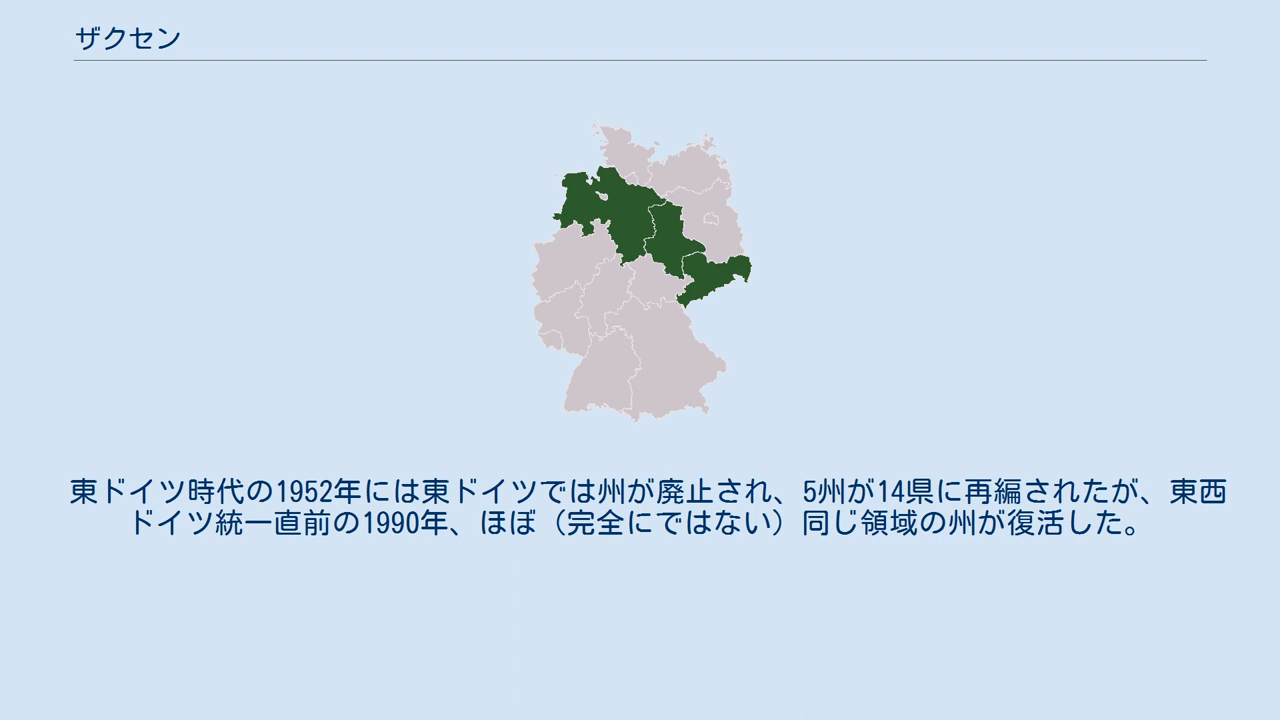 ザクセン
東ドイツ時代の1952年には東ドイツでは州が廃止され、5州が14県に再編されたが、東西
ドイツ統一直前の1990年、ほぼ（完全にではない）同じ領域の州が復活した。